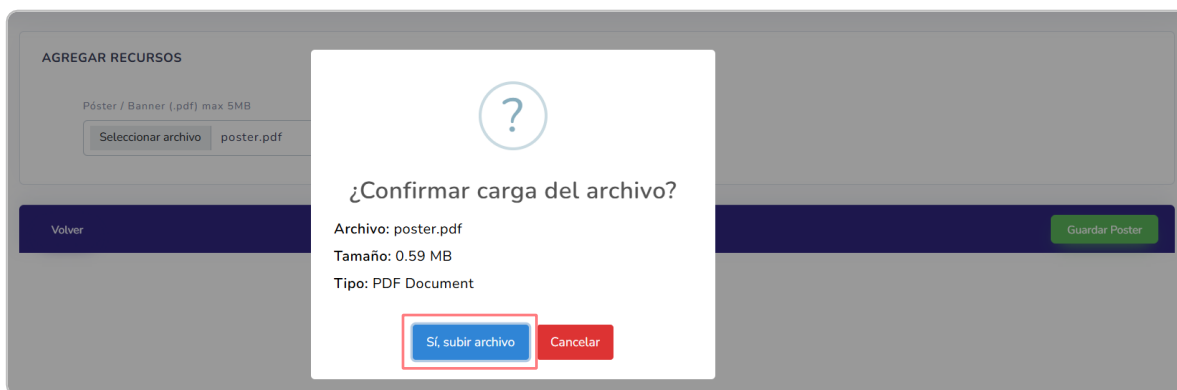 AGREGAR RECURSOS
Póster / Banner (.pdf) max 5MB
Seleccionar archivo poster.pdf
?
¿Confirmar carga del archivo?
Archivo: poster.pdf
Tamaño: 0.59 MB
Tipo: PDF Document
Sí, subir archivo Cancelar
Volver Guardar Poster